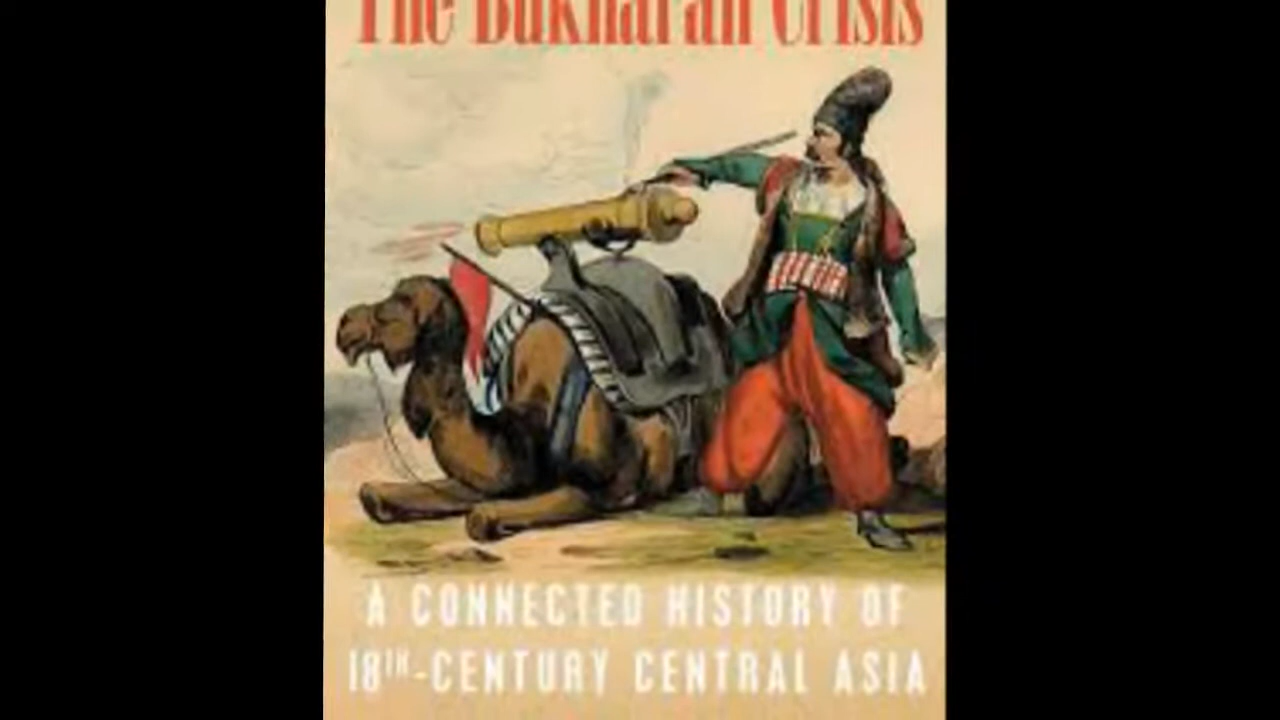 The Bukharan Crisis
A CONNECTED HISTORY OF
18TH-CENTURY CENTRAL ASIA